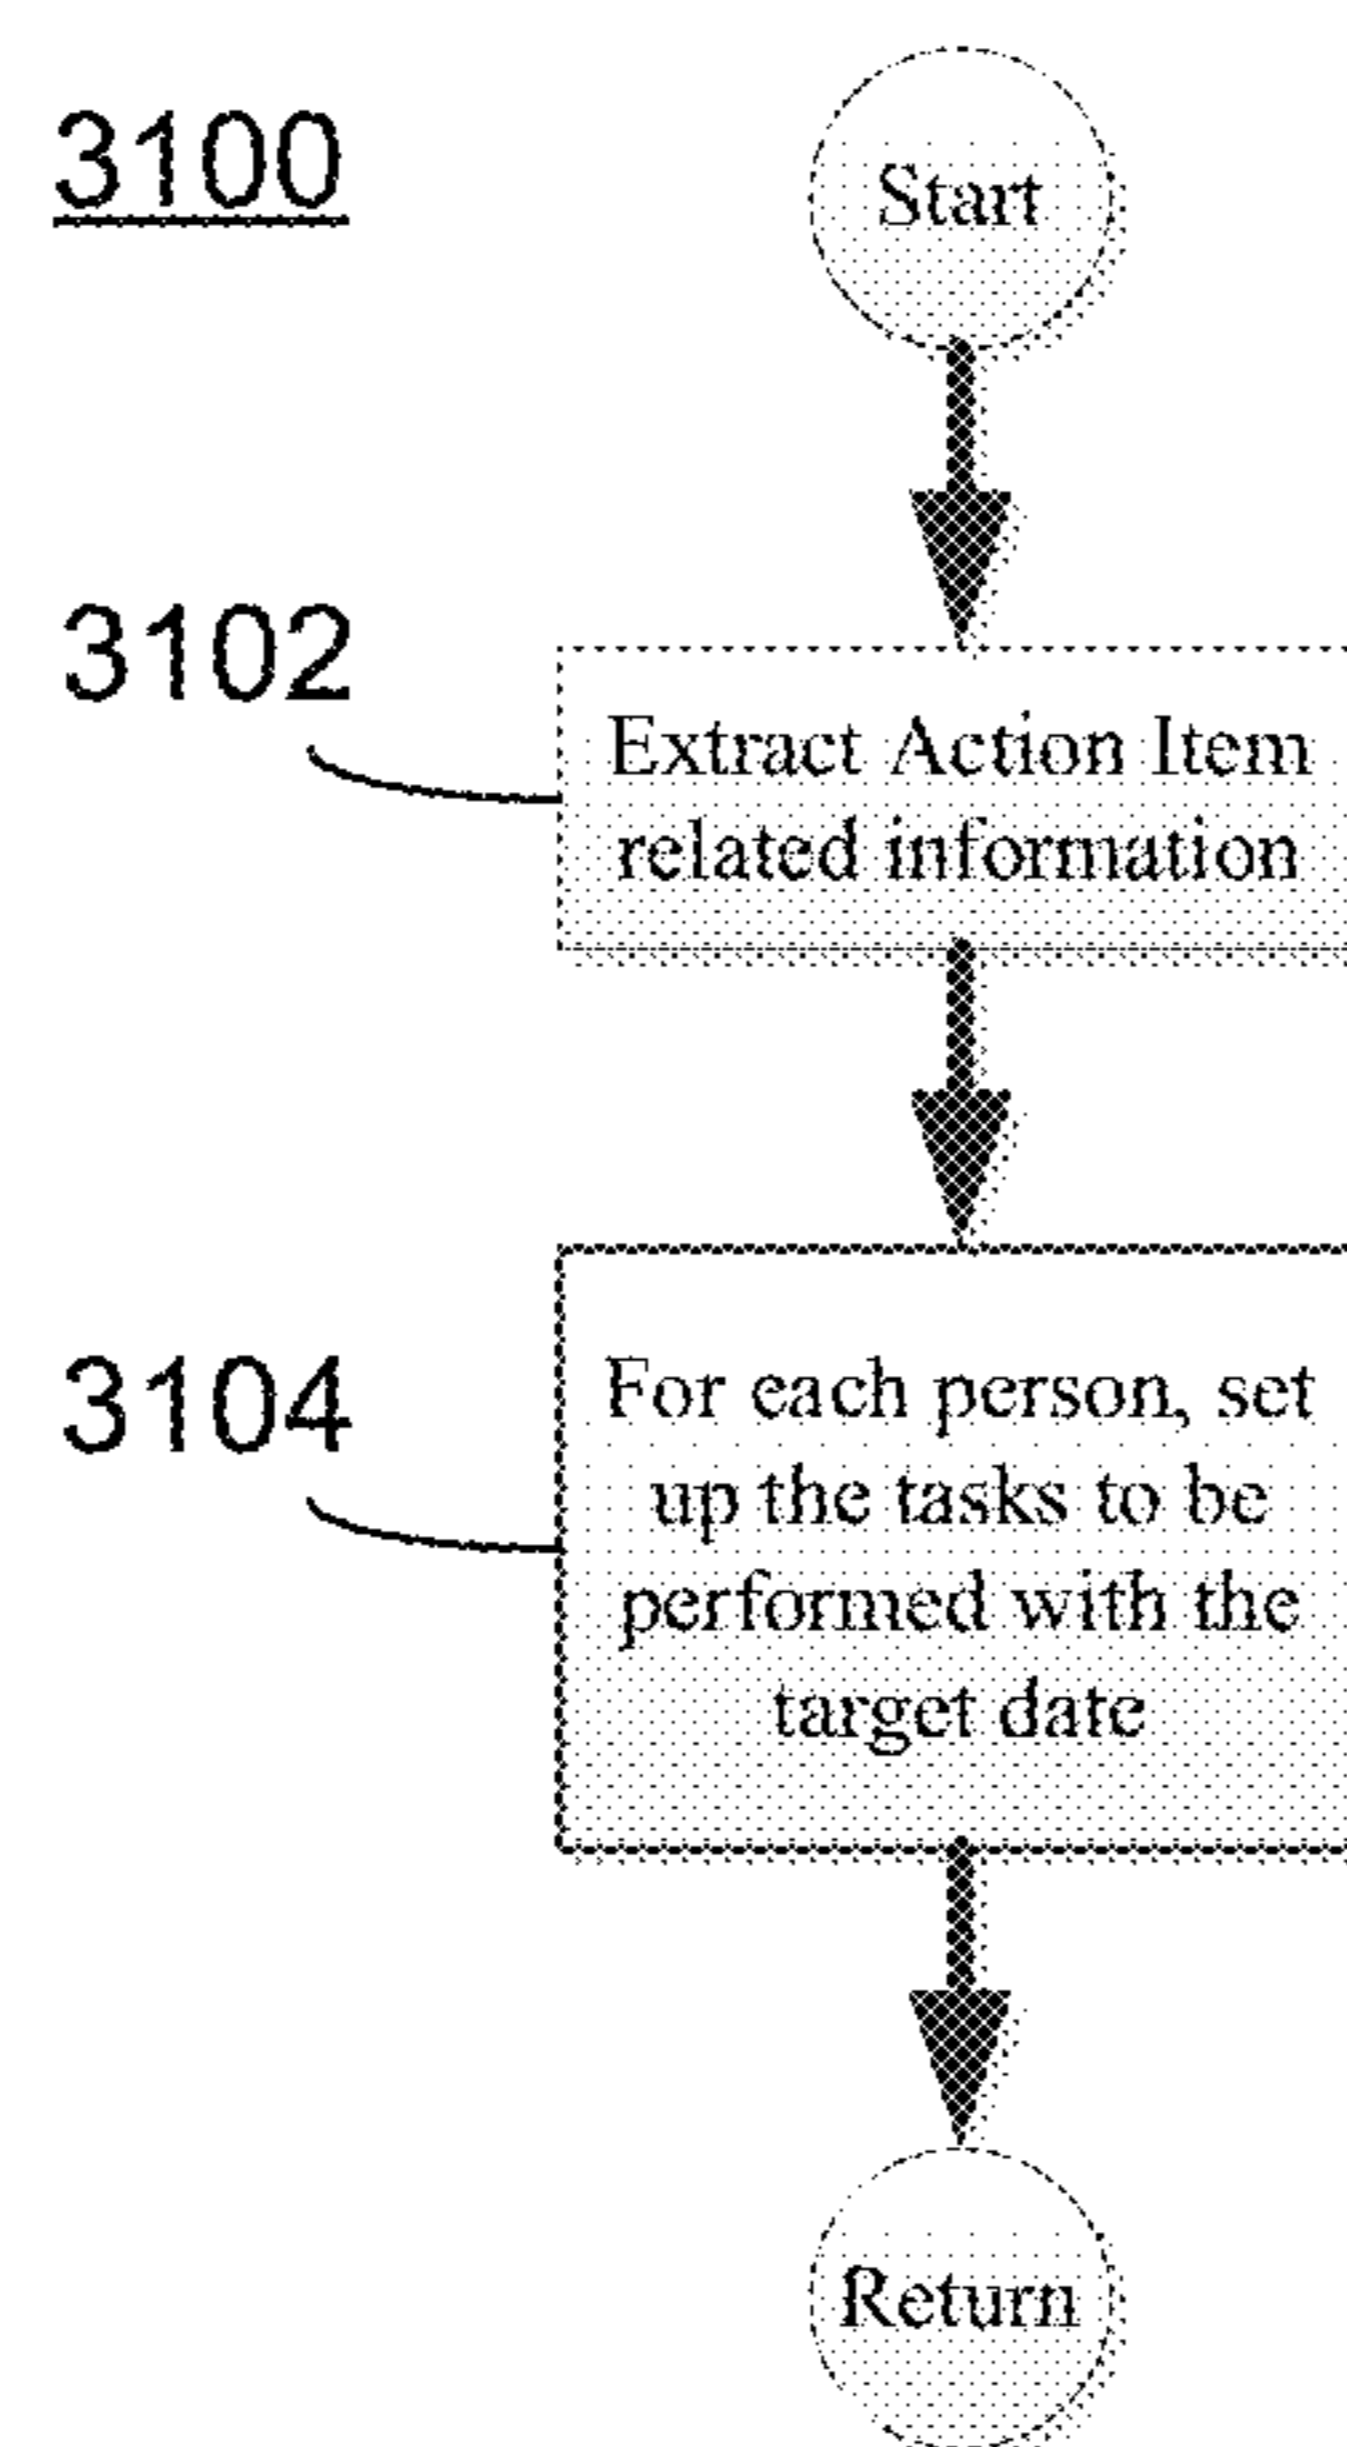 3100
Start
3102
Extract Action Item
related information
3104
For each person, set
up the tasks to be
performed with the
target date
Return